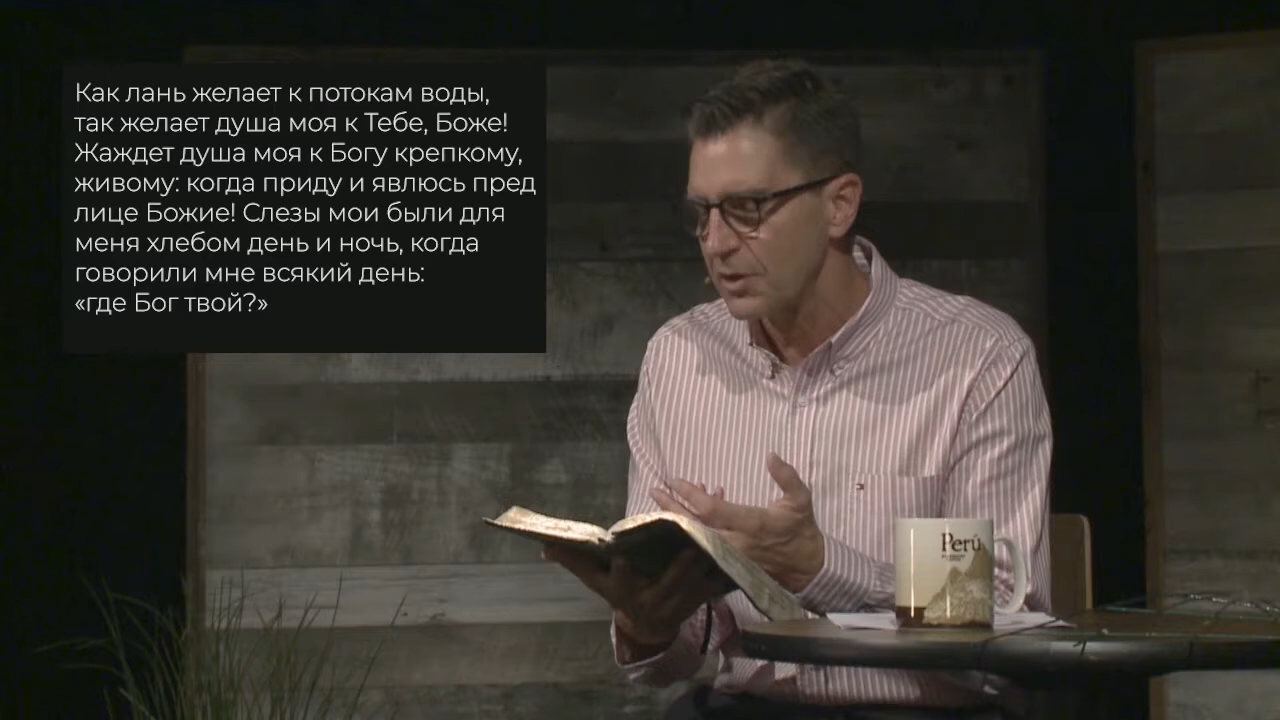 Как лань желает к потокам воды,
так желает душа моя к Тебе, Боже!
Жаждет душа моя к Богу крепкому,
живому: когда приду и явлюсь пред
лице Божие! Слезы мои были для
меня хлебом день и ночь, когда
говорили мне всякий день:
«где Бог твой?»
Perú